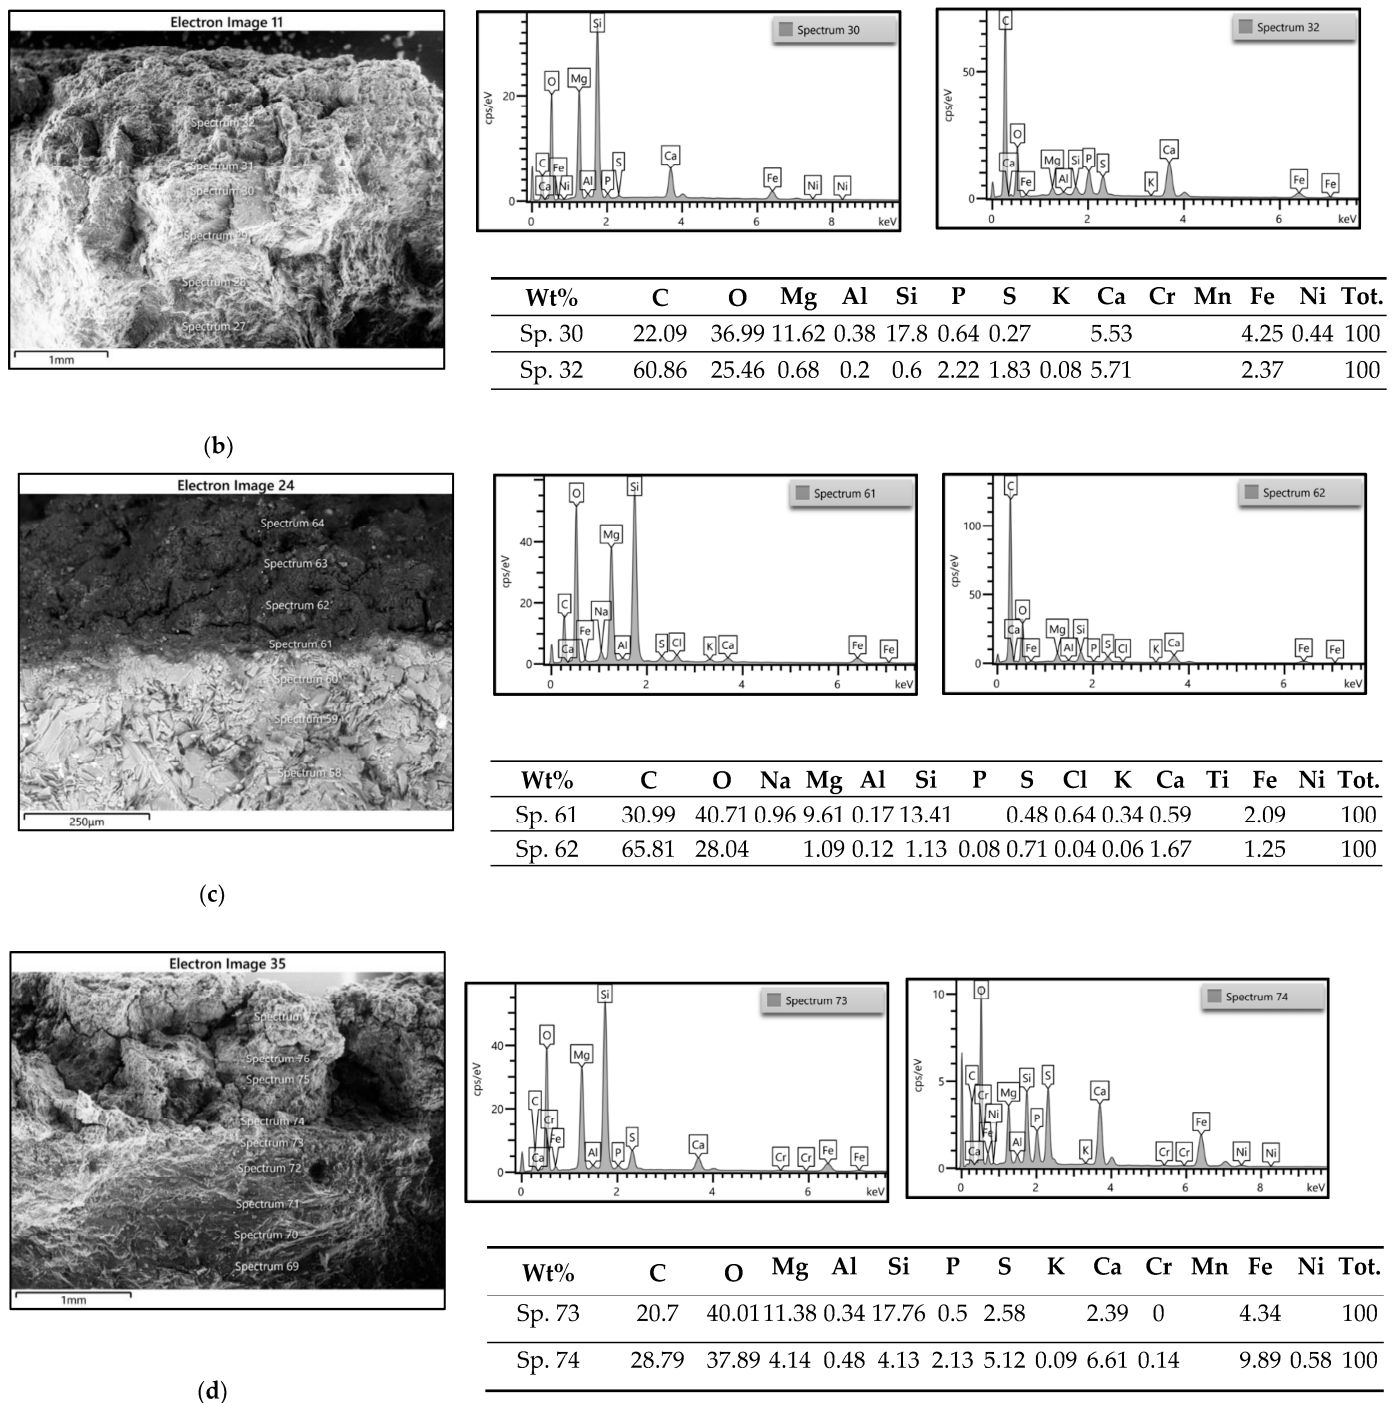 Electron Image 11
Spectrum 32
Spectrum 31
Spectrum 30
Spectrum 29
Spectrum 28
Spectrum 27
1mm
Spectrum 30
cps/eV
20
0
C
Ca
O
Fe
Ni
Mg
Al
Si
P
S
Ca
Fe
Ni
Ni
0 2 4 6 8 keV
Spectrum 32
cps/eV
50
0
C
Ca
O
Fe
Mg
Al
Si
P
S
K
Ca
Fe
Fe
0 2 4 6 keV
Wt% C O Mg Al Si P S K Ca Cr Mn Fe Ni Tot.
Sp. 30 22.09 36.99 11.62 0.38 17.8 0.64 0.27 5.53 4.25 0.44 100
Sp. 32 60.86 25.46 0.68 0.2 0.6 2.22 1.83 0.08 5.71 2.37 100
(b)
Electron Image 24
Spectrum 64
Spectrum 63
Spectrum 62
Spectrum 61
Spectrum 60
Spectrum 59
Spectrum 58
250µm
Spectrum 61
cps/eV
40
20
0
C
Ca
O
Fe
Na
Mg
Al
Si
S
Cl
K
Ca
Fe
Fe
0 2 4 6 keV
Spectrum 62
cps/eV
100
50
0
C
Ca
O
Fe
Mg
Al
Si
P
S
Cl
K
Ca
Fe
Fe
0 2 4 6 keV
Wt% C O Na Mg Al Si P S Cl K Ca Ti Fe Ni Tot.
Sp. 61 30.99 40.71 0.96 9.61 0.17 13.41 0.48 0.64 0.34 0.59 2.09 100
Sp. 62 65.81 28.04 1.09 0.12 1.13 0.08 0.71 0.04 0.06 1.67 1.25 100
(c)
Electron Image 35
Spectrum 77
Spectrum 76
Spectrum 75
Spectrum 74
Spectrum 73
Spectrum 72
Spectrum 71
Spectrum 70
Spectrum 69
1mm
Spectrum 73
cps/eV
40
20
0
C
Ca
O
Cr
Fe
Mg
Al
Si
P
S
Ca
Cr
Cr
Fe
Fe
0 2 4 6 keV
Spectrum 74
cps/eV
10
5
0
C
Ca
O
Cr
Fe
Ni
Mg
Al
Si
P
S
K
Ca
Cr
Cr
Fe
Ni
Ni
0 2 4 6 8 keV
Wt% C O Mg Al Si P S K Ca Cr Mn Fe Ni Tot.
Sp. 73 20.7 40.01 11.38 0.34 17.76 0.5 2.58 2.39 0 4.34 100
Sp. 74 28.79 37.89 4.14 0.48 4.13 2.13 5.12 0.09 6.61 0.14 9.89 0.58 100
(d)